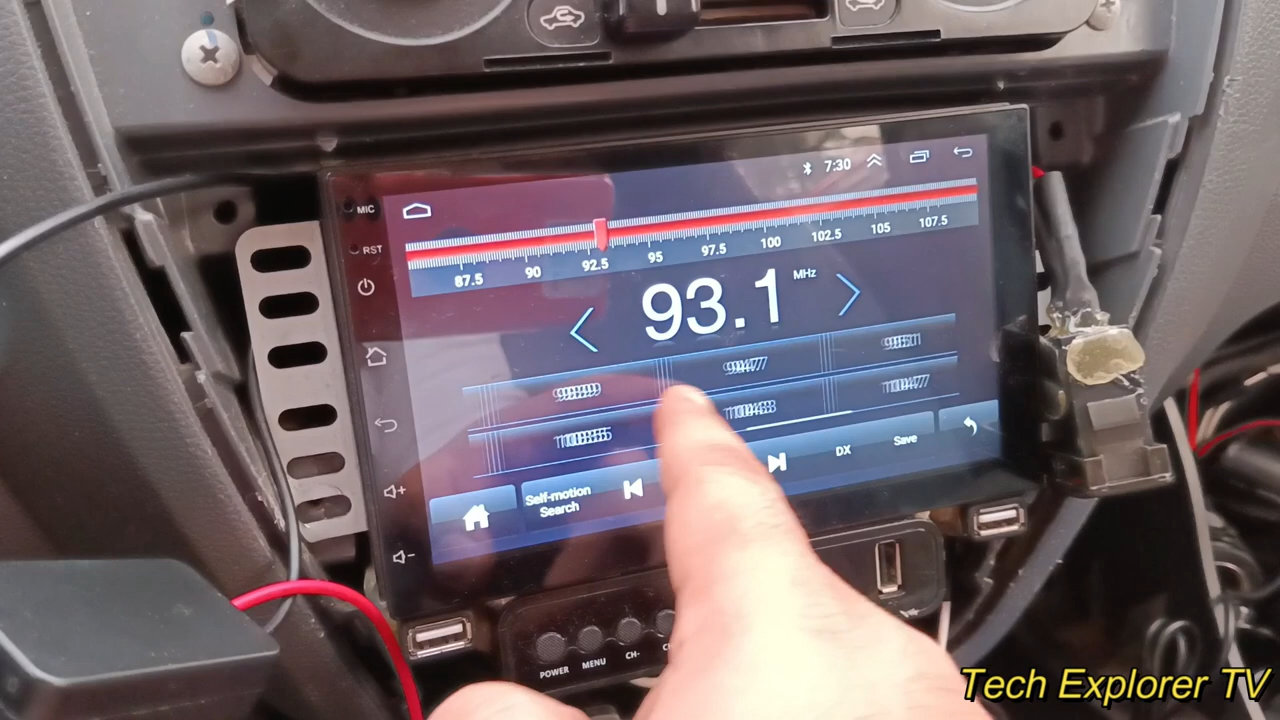 7:30
MIC
RST
87.5 90 92.5 95 97.5 100 102.5 105 107.5
93.1 MHz
Self-motion
Search
DX
Save
POWER MENU CH-
Tech Explorer TV